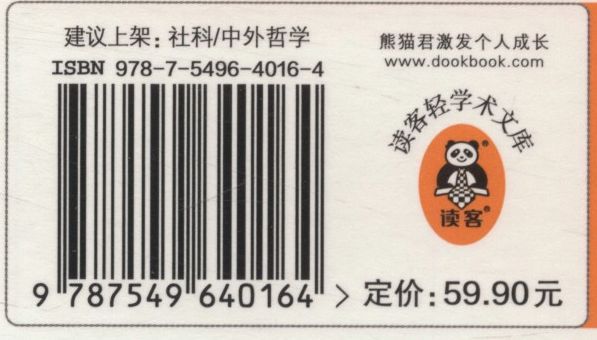 建议上架：社科/中外哲学
ISBN 978-7-5496-4016-4
9 787549 640164 >
熊猫君激发个人成长
www.dookbook.com
读客轻学术文库
读客®
定价：59.90元